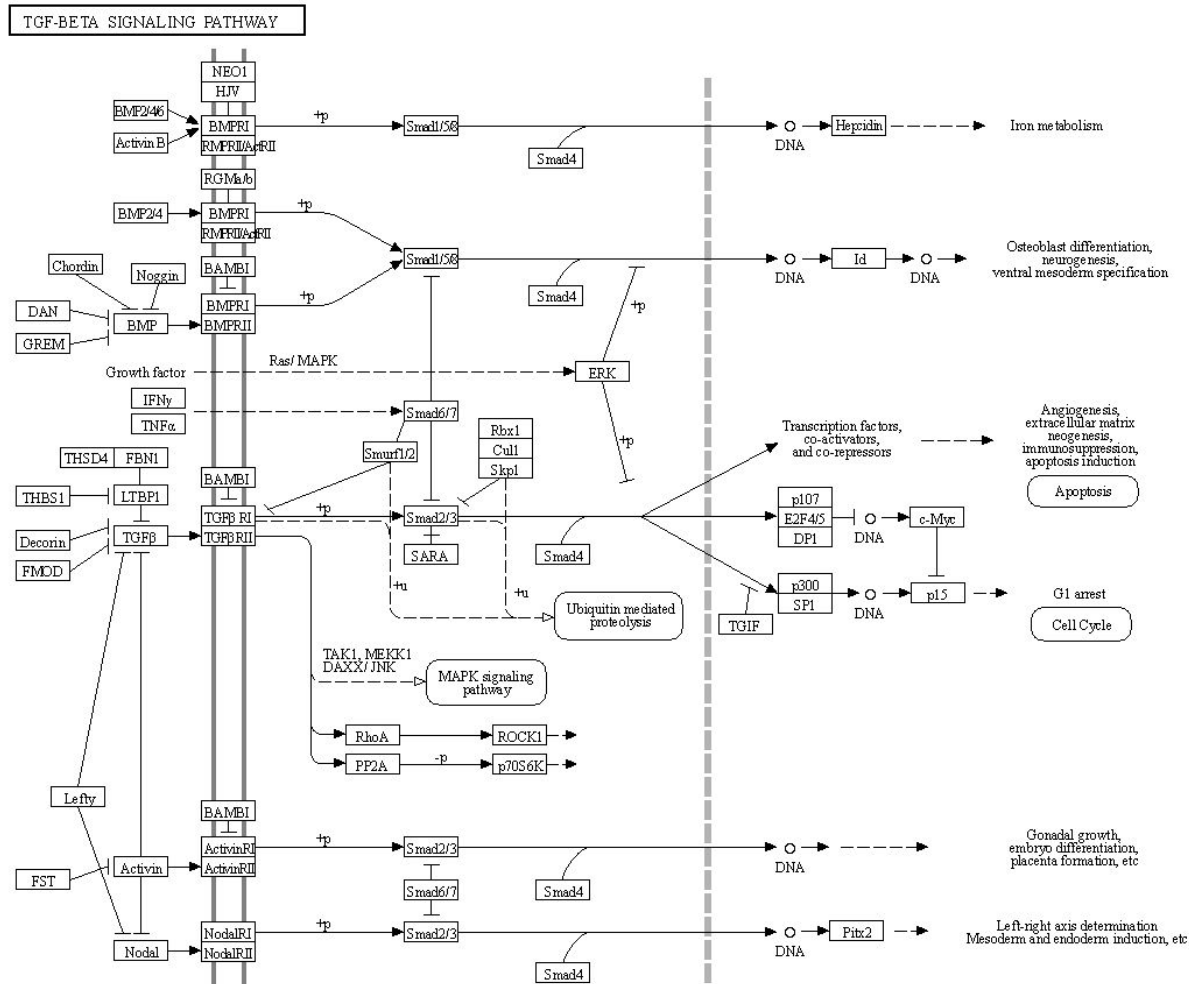 TGF-BETA SIGNALING PATHWAY
NEO1
HJV
BMP2/4/6
+p
BMPRI
Smad1/5/8
Hepcidin
Iron metabolism
Activin B
RMPRII/ActRII
DNA
Smad4
RGMa/b
BMP2/4
BMPRI
+p
RMPRII/ActRII
Smad1/5/8
Id
Osteoblast differentiation,
neurogenesis,
ventral mesoderm specification
DNA
DNA
Chordin
Noggin
BAMBI
Smad4
+p
BMPRI
+p
DAN
BMP
BMPRII
GREM
Growth factor
Ras/ MAPK
ERK
IFNγ
TNFα
Smad6/7
Rbx1
Cul1
Skp1
+p
Transcription factors,
co-activators,
and co-repressors
Angiogenesis,
extracellular matrix
neogenesis,
immunosuppression,
apoptosis induction
Apoptosis
Smurf1/2
THSD4
FBN1
BAMBI
THBS1
LTBP1
TGFβ RI
+p
Smad2/3
p107
E2F4/5
DP1
DNA
c-Myc
Decorin
TGFβ
TGFβ RII
SARA
Smad4
FMOD
+u
+u
Ubiquitin mediated
proteolysis
TGIF
p300
SP1
DNA
p15
G1 arrest
Cell Cycle
TAK1, MEKK1
DAXX/ JNK
MAPK signaling
pathway
RhoA
ROCK1
PP2A
-p
p70S6K
Lefty
BAMBI
ActivinRI
+p
Smad2/3
DNA
Gonadal growth,
embryo differentiation,
placenta formation, etc
FST
Activin
ActivinRII
Smad6/7
Smad4
NodalRI
+p
Smad2/3
DNA
Pitx2
Left-right axis determination
Mesoderm and endoderm induction, etc
Nodal
NodalRII
Smad4